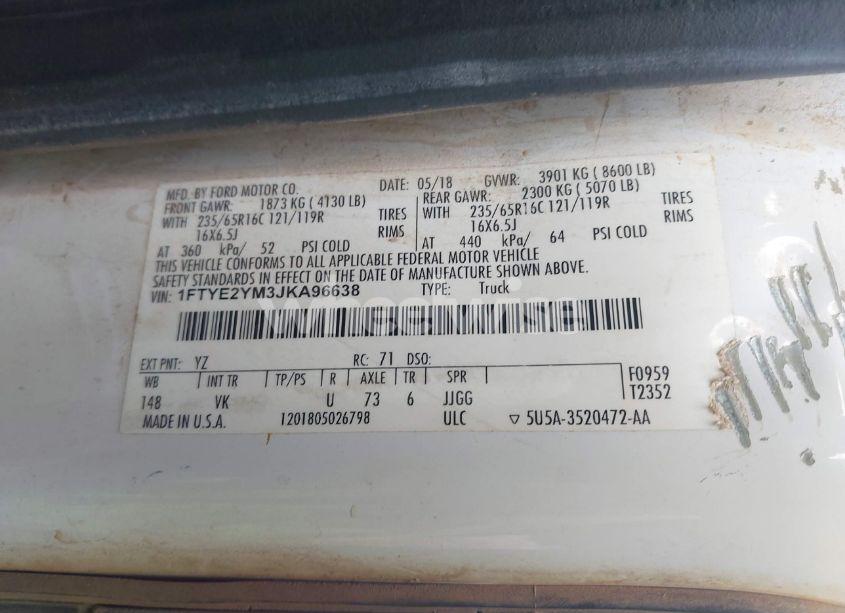 MFD. BY FORD MOTOR CO. DATE: 05/18 GVWR: 3901 KG ( 8600 LB)
FRONT GAWR: 1873 KG ( 4130 LB) REAR GAWR: 2300 KG ( 5070 LB)
WITH 235/65R16C 121/119R TIRES WITH 235/65R16C 121/119R TIRES
16X6.5J RIMS 16X6.5J RIMS
AT 360 kPa/ 52 PSI COLD AT 440 kPa/ 64 PSI COLD
THIS VEHICLE CONFORMS TO ALL APPLICABLE FEDERAL MOTOR VEHICLE
SAFETY STANDARDS IN EFFECT ON THE DATE OF MANUFACTURE SHOWN ABOVE.
VIN: 1FTYE2YM3JKA96638 TYPE: Truck
EXT PNT: YZ RC: 71 DSO:
WB INT TR TP/PS R AXLE TR SPR F0959
148 VK U 73 6 JJGG T2352
MADE IN U.S.A. 1201805026798 ULC ▽ 5U5A-3520472-AA